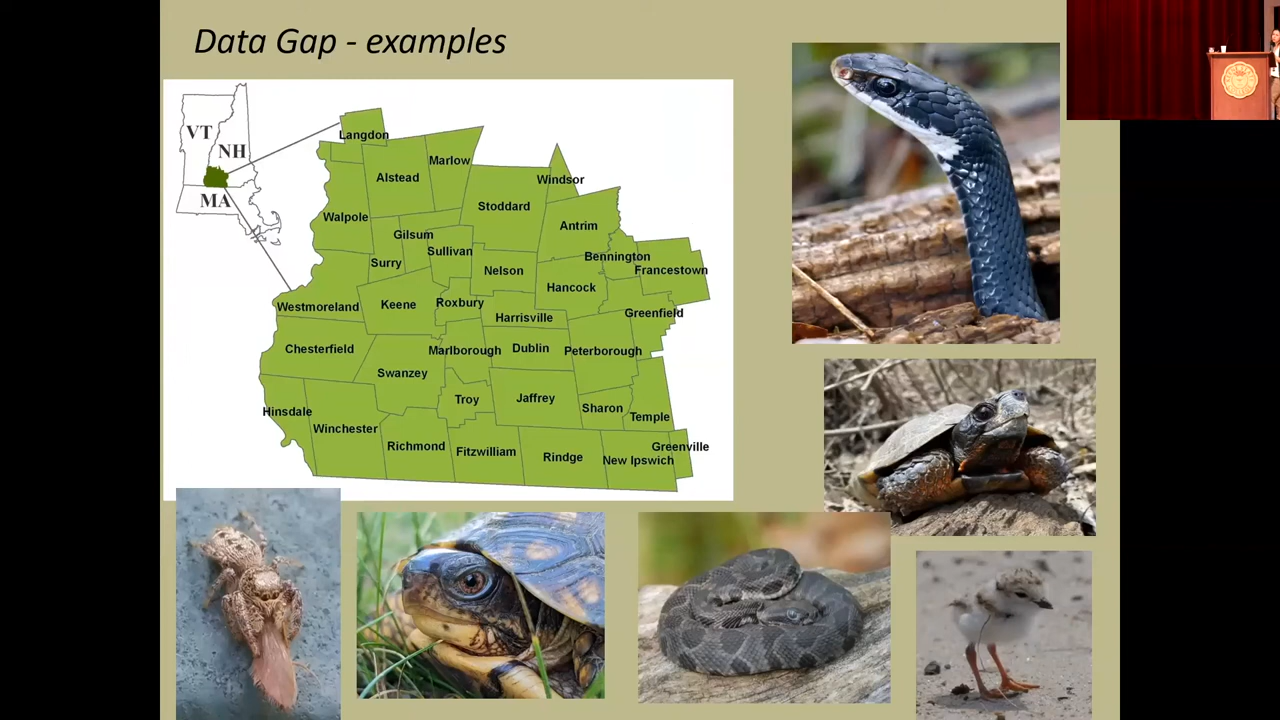 Data Gap - examples
VT
NH
MA
Langdon
Marlow
Alstead
Windsor
Stoddard
Walpole
Antrim
Gilsum
Sullivan
Bennington
Surry
Nelson
Francestown
Hancock
Westmoreland
Keene
Roxbury
Harrisville
Greenfield
Chesterfield
Marlborough
Dublin
Peterborough
Swanzey
Troy
Jaffrey
Sharon
Temple
Hinsdale
Winchester
Richmond
Fitzwilliam
Rindge
Greenville
New Ipswich